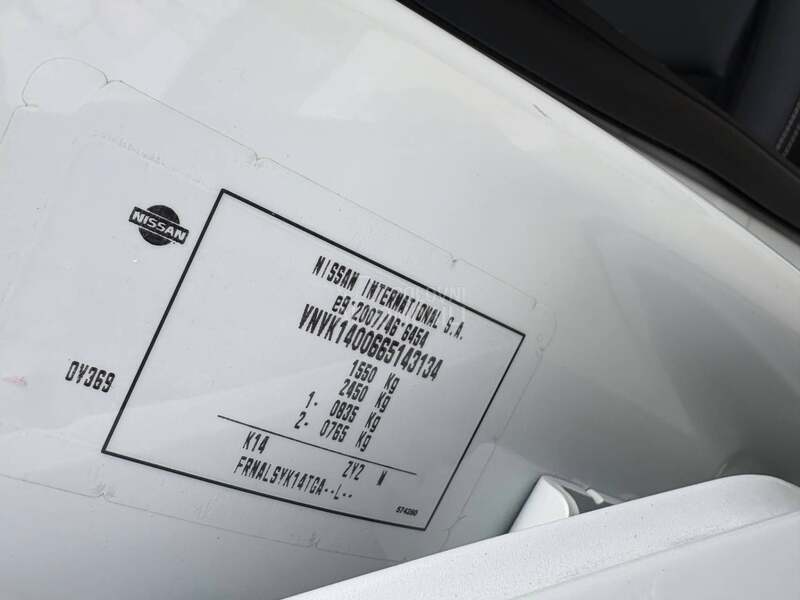 NISSAN
NISSAN INTERNATIONAL S.A.
e9*2007/46*6454
VNVK1400665143134
1550 Kg
2450 Kg
1- 0835 Kg
2- 0765 Kg
K14 ZY2 N
FRNALSYK14TGA--L--
574290
DV369